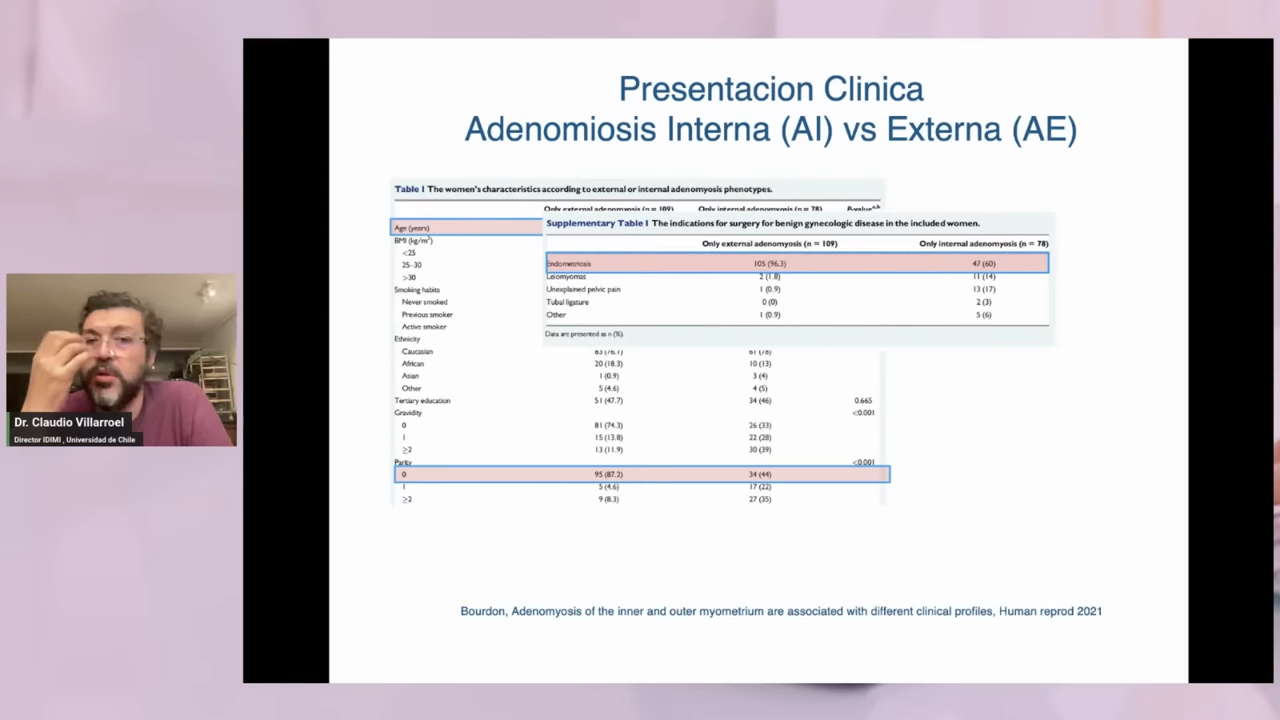 Presentacion Clinica
Adenomiosis Interna (AI) vs Externa (AE)
Table I The women's characteristics according to external or internal adenomyosis phenotypes.
Only external adenomyosis (n = 109) Only internal adenomyosis (n = 78) P-value
Age (years)
BMI (kg/m²)
<25
25–30
>30
Smoking habits
Never smoked
Previous smoker
Active smoker
Ethnicity
Caucasian 83 (76.1) 61 (78)
African 20 (18.3) 10 (13)
Asian 1 (0.9) 3 (4)
Other 5 (4.6) 4 (5)
Tertiary education 51 (47.7) 34 (46) 0.665
Gravidity <0.001
0 81 (74.3) 26 (33)
1 15 (13.8) 22 (28)
≥2 13 (11.9) 30 (39)
Parity <0.001
0 95 (87.2) 34 (44)
1 5 (4.6) 17 (22)
≥2 9 (8.3) 27 (35)
Supplementary Table I The indications for surgery for benign gynecologic disease in the included women.
Only external adenomyosis (n = 109) Only internal adenomyosis (n = 78)
Endometriosis 105 (96.3) 47 (60)
Leiomyomas 2 (1.8) 11 (14)
Unexplained pelvic pain 1 (0.9) 13 (17)
Tubal ligature 0 (0) 2 (3)
Other 1 (0.9) 5 (6)
Data are presented as n (%).
Bourdon, Adenomyosis of the inner and outer myometrium are associated with different clinical profiles, Human reprod 2021
Dr. Claudio Villarroel
Director IDIMI , Universidad de Chile